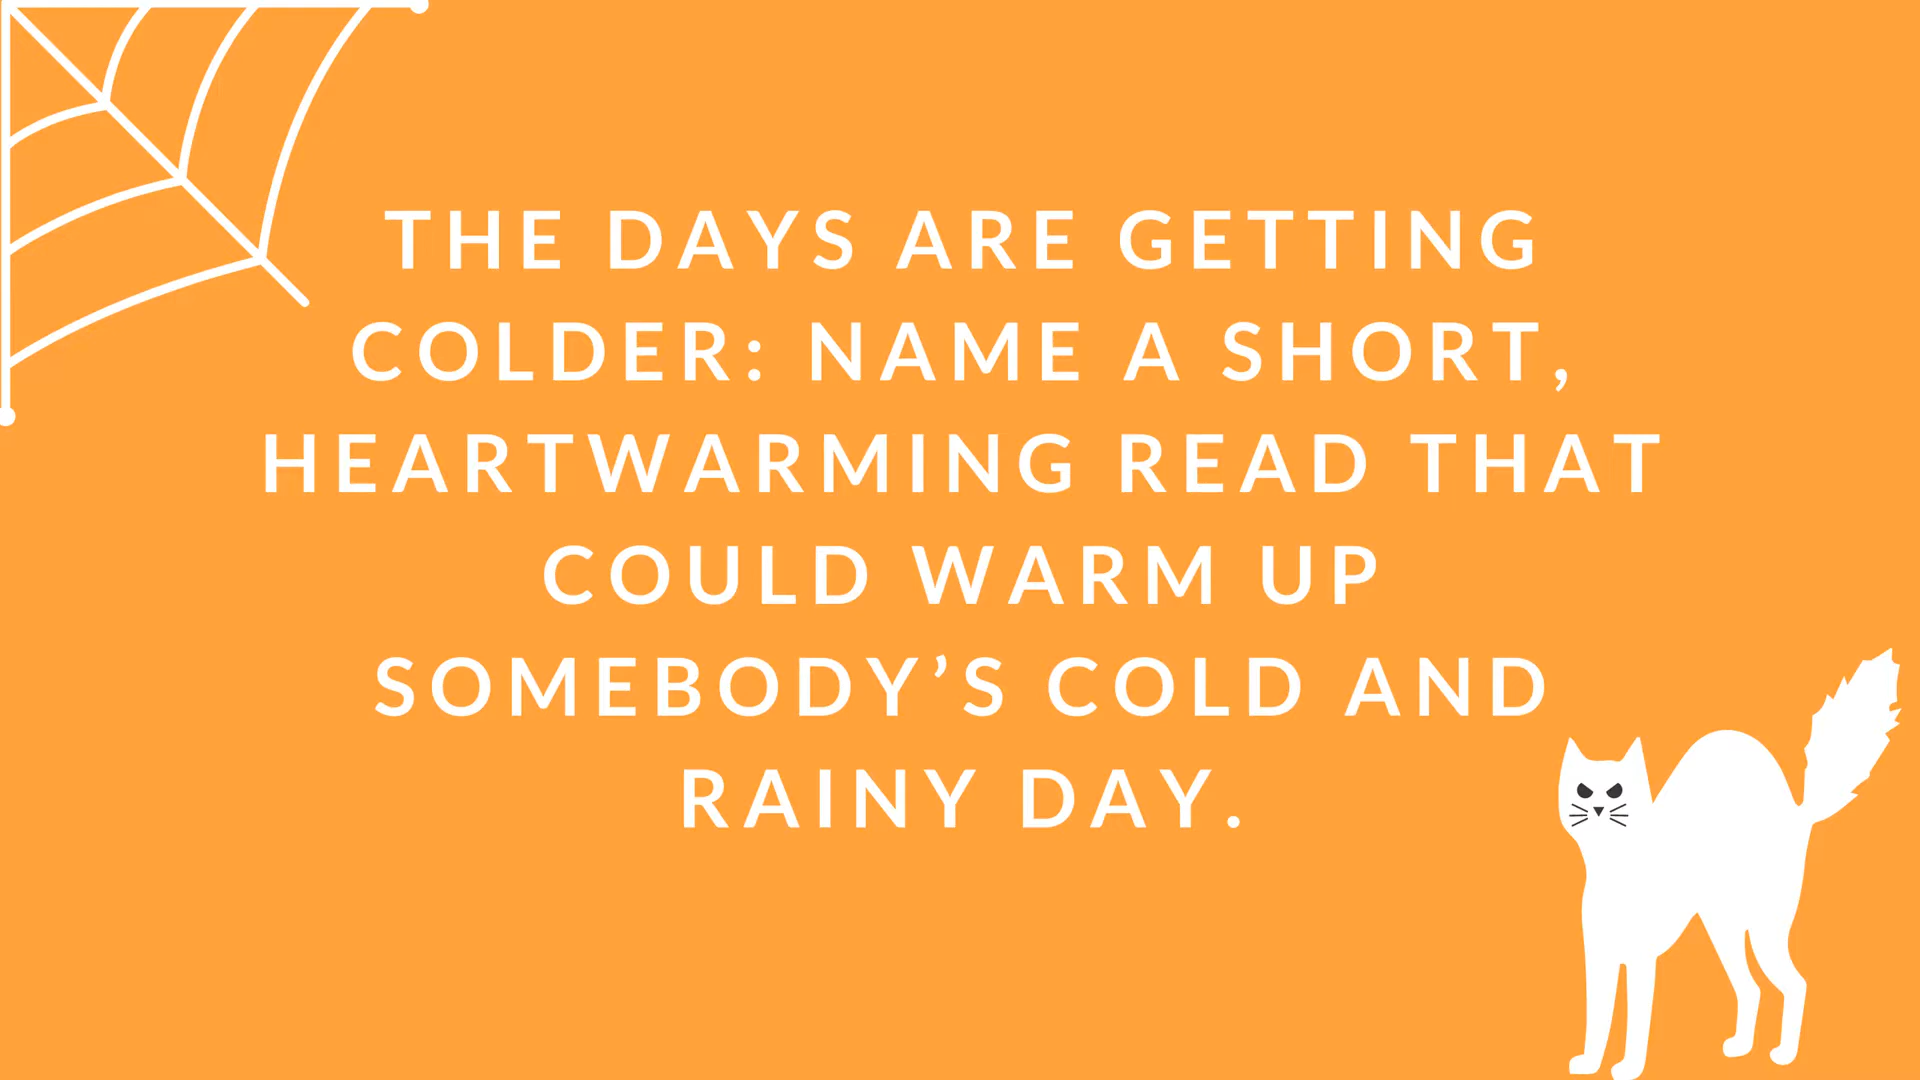 THE DAYS ARE GETTING
COLDER: NAME A SHORT,
HEARTWARMING READ THAT
COULD WARM UP
SOMEBODY’S COLD AND
RAINY DAY.